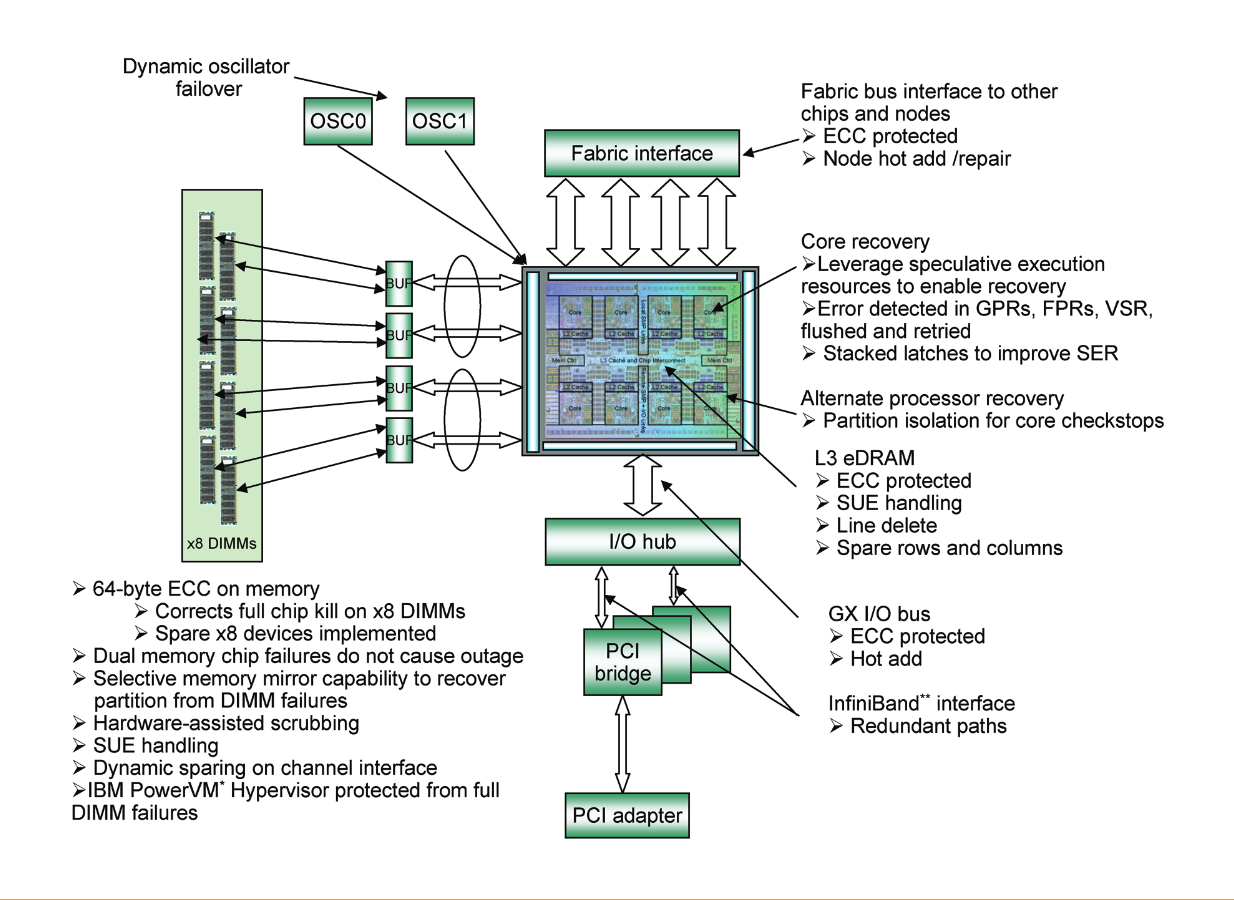 Dynamic oscillator
failover
OSC0
OSC1
Fabric interface
Fabric bus interface to other
chips and nodes
➢ ECC protected
➢ Node hot add /repair
Core recovery
➢Leverage speculative execution
resources to enable recovery
➢Error detected in GPRs, FPRs, VSR,
flushed and retried
➢ Stacked latches to improve SER
Alternate processor recovery
➢ Partition isolation for core checkstops
L3 eDRAM
➢ ECC protected
➢ SUE handling
➢ Line delete
➢ Spare rows and columns
BUF
BUF
BUF
BUF
Core
Core
Core
Core
L2 Cache
L2 Cache
L2 Cache
L2 Cache
Mem Ctrl
L3 Cache and Chip Interconnect
Mem Ctrl
L2 Cache
L2 Cache
L2 Cache
L2 Cache
Core
Core
Core
Core
Local SMP Links
x8 DIMMs
I/O hub
PCI
bridge
PCI adapter
GX I/O bus
➢ ECC protected
➢ Hot add
InfiniBand** interface
➢ Redundant paths
➢ 64-byte ECC on memory
➢ Corrects full chip kill on x8 DIMMs
➢ Spare x8 devices implemented
➢ Dual memory chip failures do not cause outage
➢ Selective memory mirror capability to recover
partition from DIMM failures
➢ Hardware-assisted scrubbing
➢ SUE handling
➢ Dynamic sparing on channel interface
➢IBM PowerVM* Hypervisor protected from full
DIMM failures